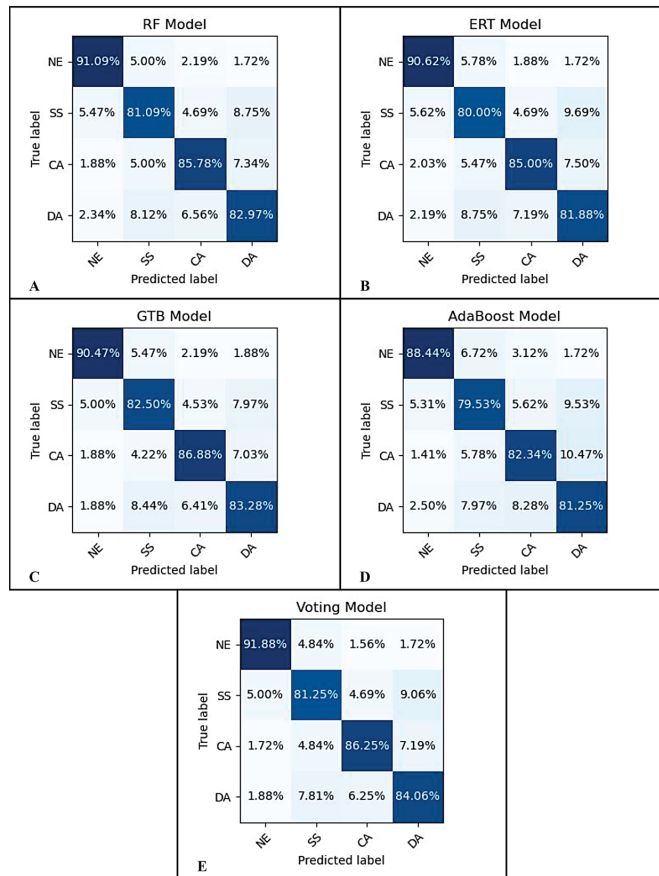 RF Model
NE 91.09% 5.00% 2.19% 1.72%
SS 5.47% 81.09% 4.69% 8.75%
CA 1.88% 5.00% 85.78% 7.34%
DA 2.34% 8.12% 6.56% 82.97%
NE SS CA DA
True label
Predicted label
A
ERT Model
NE 90.62% 5.78% 1.88% 1.72%
SS 5.62% 80.00% 4.69% 9.69%
CA 2.03% 5.47% 85.00% 7.50%
DA 2.19% 8.75% 7.19% 81.88%
NE SS CA DA
True label
Predicted label
B
GTB Model
NE 90.47% 5.47% 2.19% 1.88%
SS 5.00% 82.50% 4.53% 7.97%
CA 1.88% 4.22% 86.88% 7.03%
DA 1.88% 8.44% 6.41% 83.28%
NE SS CA DA
True label
Predicted label
C
AdaBoost Model
NE 88.44% 6.72% 3.12% 1.72%
SS 5.31% 79.53% 5.62% 9.53%
CA 1.41% 5.78% 82.34% 10.47%
DA 2.50% 7.97% 8.28% 81.25%
NE SS CA DA
True label
Predicted label
D
Voting Model
NE 91.88% 4.84% 1.56% 1.72%
SS 5.00% 81.25% 4.69% 9.06%
CA 1.72% 4.84% 86.25% 7.19%
DA 1.88% 7.81% 6.25% 84.06%
NE SS CA DA
True label
Predicted label
E